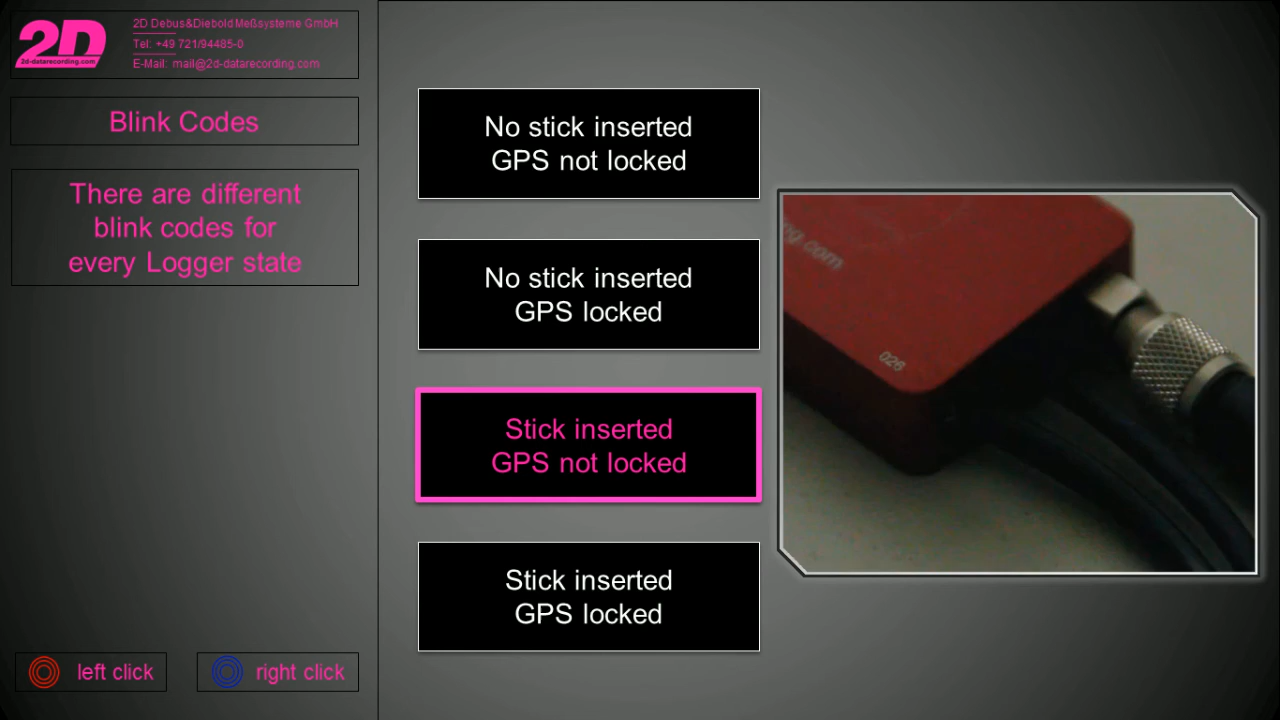 2D
2d-datarecording.com
2D Debus&Diebold Meßsysteme GmbH
Tel: +49 721/94485-0
E-Mail: mail@2d-datarecording.com
Blink Codes
There are different
blink codes for
every Logger state
left click
right click
No stick inserted
GPS not locked
No stick inserted
GPS locked
Stick inserted
GPS not locked
Stick inserted
GPS locked
ng.com
026